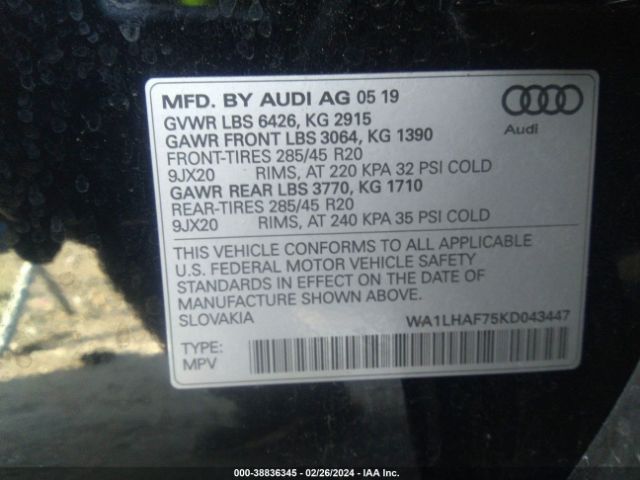 MFD. BY AUDI AG 05 19
GVWR LBS 6426, KG 2915
GAWR FRONT LBS 3064, KG 1390
FRONT-TIRES 285/45 R20
9JX20 RIMS, AT 220 KPA 32 PSI COLD
GAWR REAR LBS 3770, KG 1710
REAR-TIRES 285/45 R20
9JX20 RIMS, AT 240 KPA 35 PSI COLD
Audi
THIS VEHICLE CONFORMS TO ALL APPLICABLE
U.S. FEDERAL MOTOR VEHICLE SAFETY
STANDARDS IN EFFECT ON THE DATE OF
MANUFACTURE SHOWN ABOVE.
SLOVAKIA WA1LHAF75KD043447
TYPE:
MPV
000-38836345 - 02/26/2024 - IAA Inc.